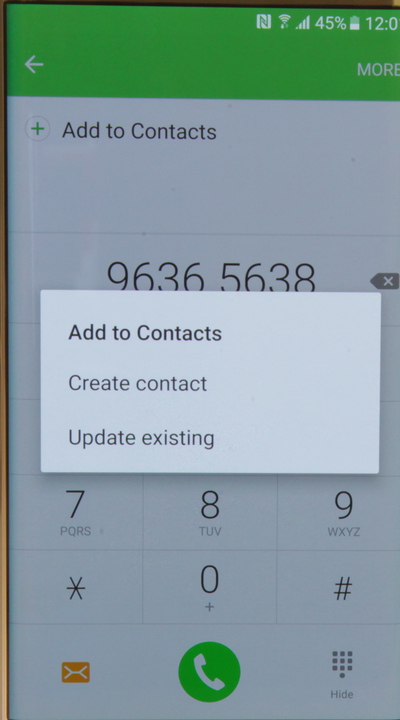 45% 12:0
MORE
Add to Contacts
9636 5638
Add to Contacts
Create contact
Update existing
7 8 9
PQRS TUV WXYZ
* 0 #
+
Hide